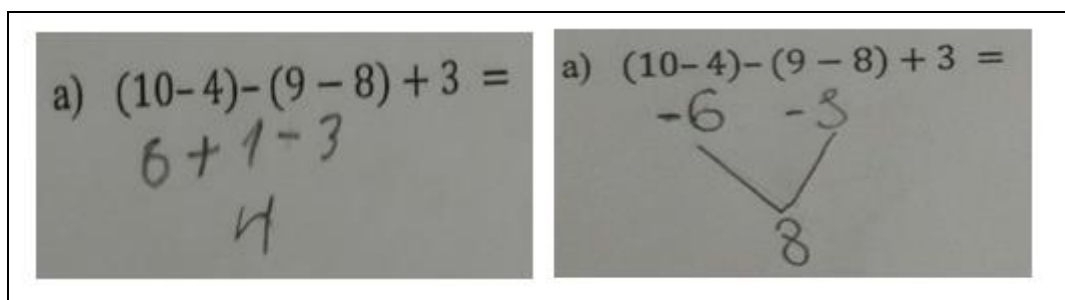 a) (10-4)-(9-8)+3 =
6+1-3
4
a) (10-4)-(9-8)+3 =
-6 -3
8